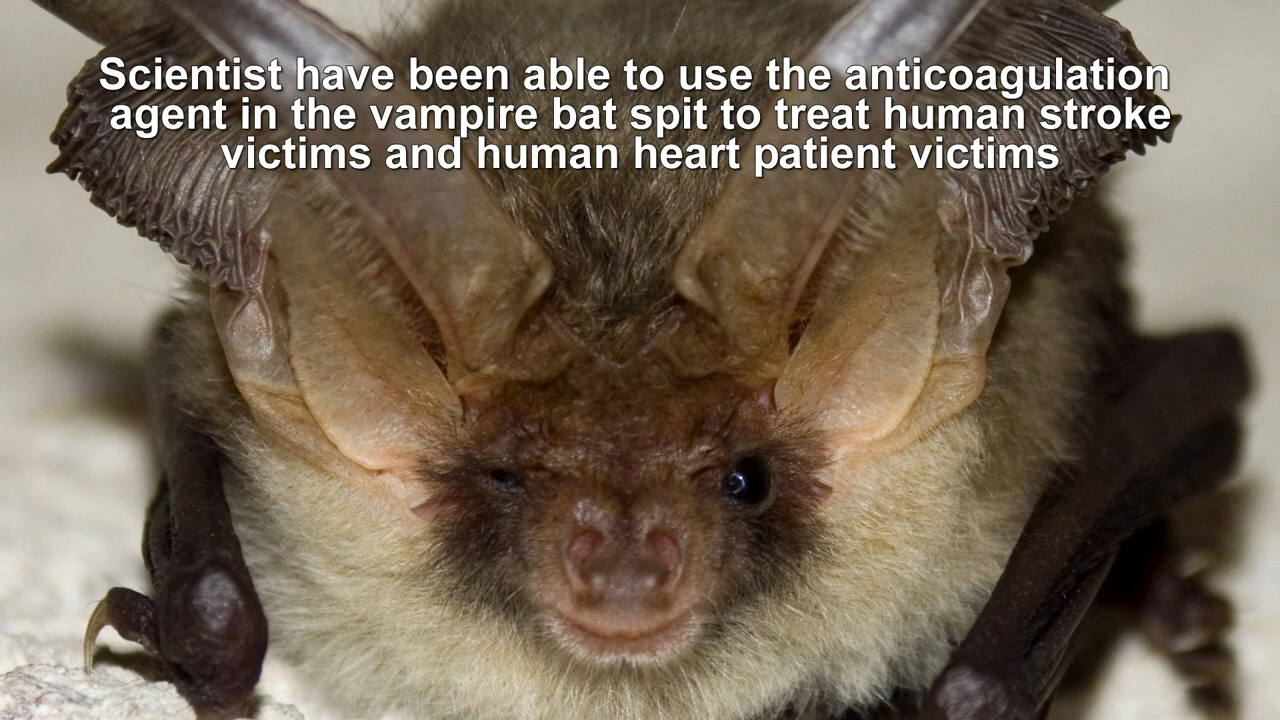 Scientist have been able to use the anticoagulation
agent in the vampire bat spit to treat human stroke
victims and human heart patient victims